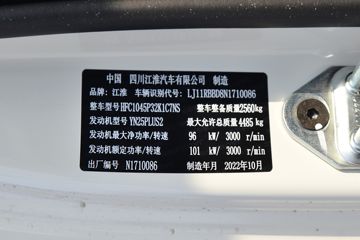 中国 四川江淮汽车有限公司 制造
品牌 江淮 车辆识别代号: LJ11RBBD8N1710086
整车型号 HFC1045P32K1C7NS 整车整备质量 2560kg
发动机型号 YN25PLUS2 最大允许总质量 4485kg
发动机最大净功率/转速 96 kW/ 3000 r/min
发动机额定功率/转速 101 kW/ 3000 r/min
出厂编号 N1710086 制造年月 2022年10月